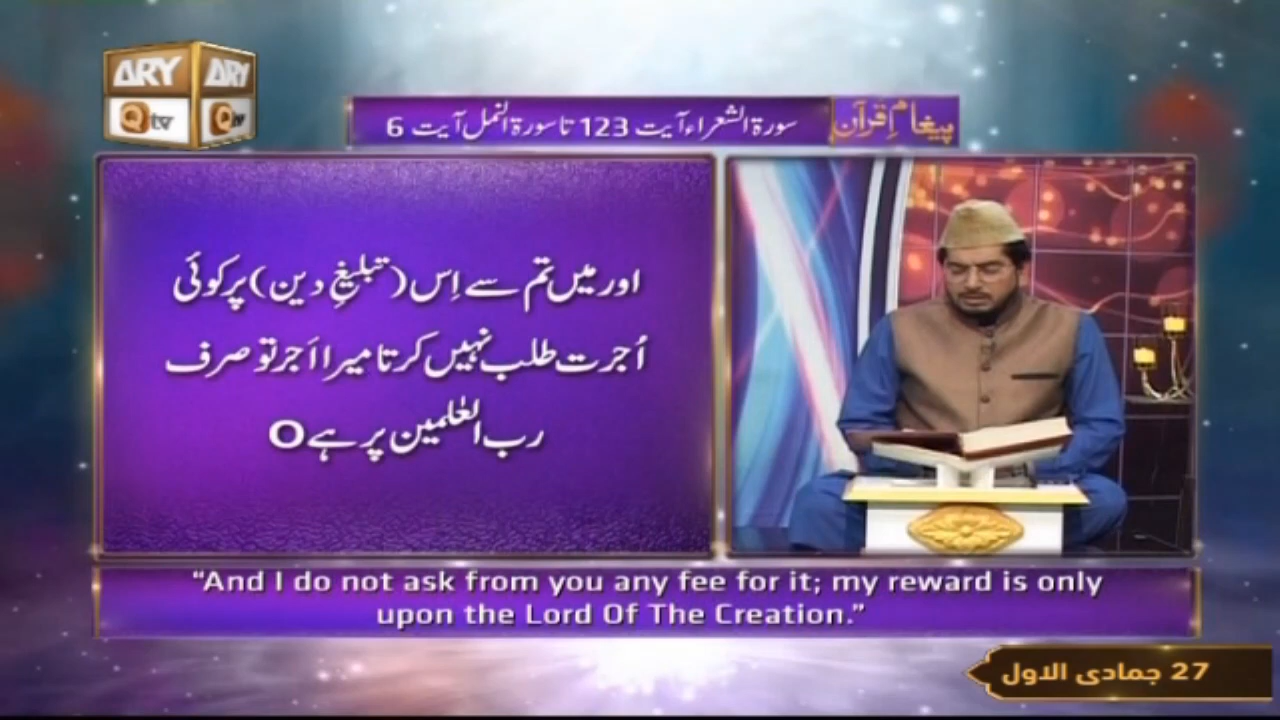 ARY ARY
Qtv Qtv
سورۃ الشعراء آیت 123 تا سورۃ النمل آیت 6
پیغامِ قرآن
اور میں تم سے اِس (تبلیغِ دین) پر کوئی
اُجرت طلب نہیں کرتا میرا اَجر تو صرف
رب العٰلمین پر ہے O
“And I do not ask from you any fee for it; my reward is only
upon the Lord Of The Creation.”
27 جمادی الاول